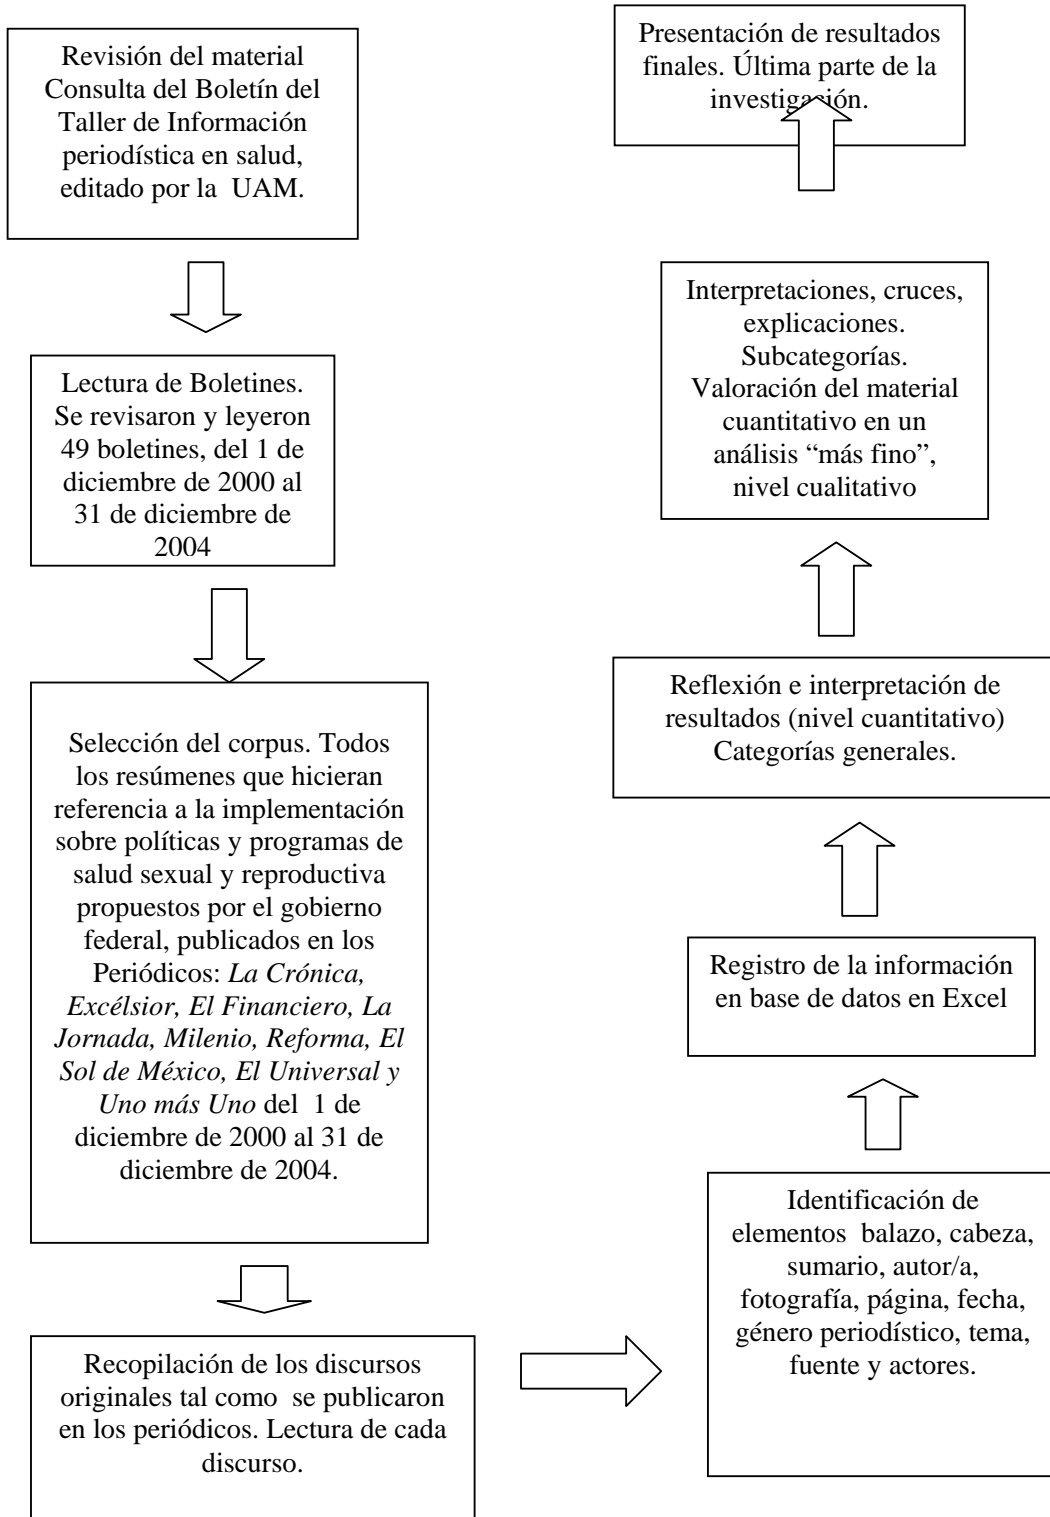 Revisión del material
Consulta del Boletín del
Taller de Información
periodística en salud,
editado por la UAM.
Lectura de Boletines.
Se revisaron y leyeron
49 boletines, del 1 de
diciembre de 2000 al
31 de diciembre de
2004
Selección del corpus. Todos
los resúmenes que hicieran
referencia a la implementación
sobre políticas y programas de
salud sexual y reproductiva
propuestos por el gobierno
federal, publicados en los
Periódicos: La Crónica,
Excélsior, El Financiero, La
Jornada, Milenio, Reforma, El
Sol de México, El Universal y
Uno más Uno del 1 de
diciembre de 2000 al 31 de
diciembre de 2004.
Recopilación de los discursos
originales tal como se publicaron
en los periódicos. Lectura de cada
discurso.
Identificación de
elementos balazo, cabeza,
sumario, autor/a,
fotografía, página, fecha,
género periodístico, tema,
fuente y actores.
Registro de la información
en base de datos en Excel
Reflexión e interpretación de
resultados (nivel cuantitativo)
Categorías generales.
Interpretaciones, cruces,
explicaciones.
Subcategorías.
Valoración del material
cuantitativo en un
análisis “más fino”,
nivel cualitativo
Presentación de resultados
finales. Última parte de la
investigación.